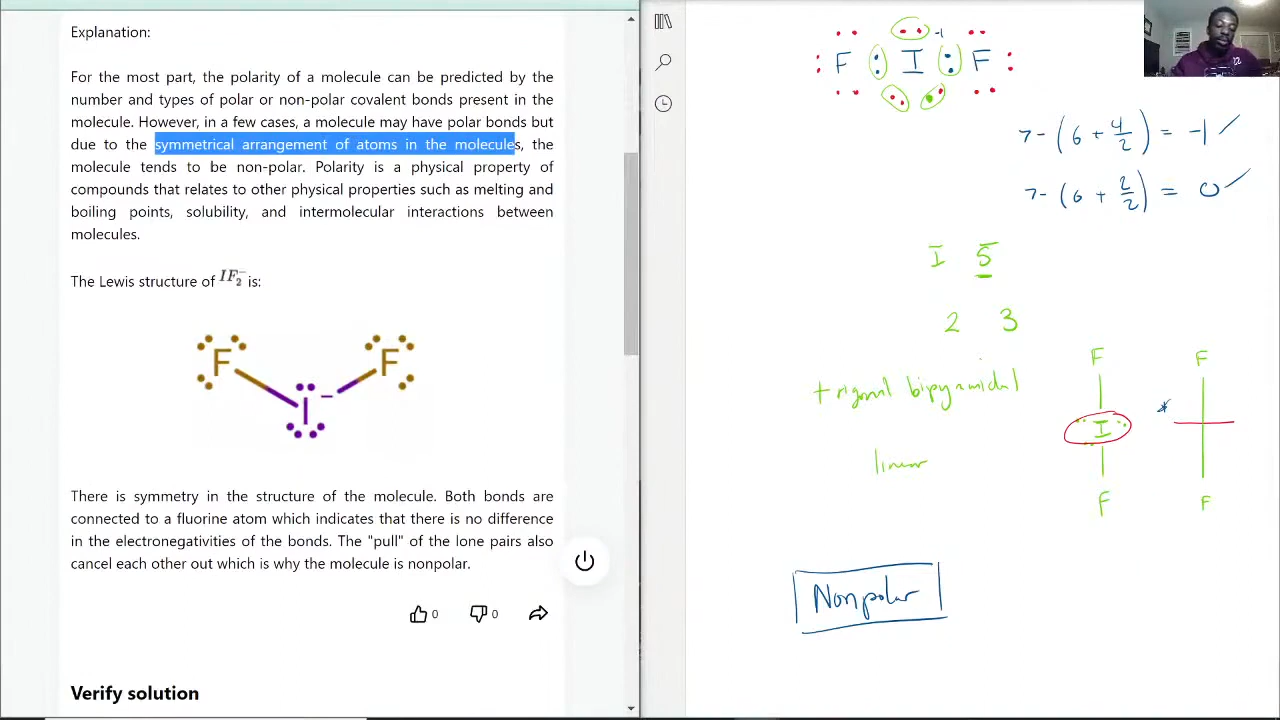 Explanation:
For the most part, the polarity of a molecule can be predicted by the
number and types of polar or non-polar covalent bonds present in the
molecule. However, in a few cases, a molecule may have polar bonds but
due to the symmetrical arrangement of atoms in the molecules, the
molecule tends to be non-polar. Polarity is a physical property of
compounds that relates to other physical properties such as melting and
boiling points, solubility, and intermolecular interactions between
molecules.
The Lewis structure of IF₂⁻ is:
F F
I −
There is symmetry in the structure of the molecule. Both bonds are
connected to a fluorine atom which indicates that there is no difference
in the electronegativities of the bonds. The "pull" of the lone pairs also
cancel each other out which is why the molecule is nonpolar.
0 0
Verify solution
-1
F I F
7-(6+4/2) = -1 ✓
7-(6+2/2) = 0 ✓
I 5
2 3
trigonal bipyramidal
linear
F F
I *
F F
Nonpolar